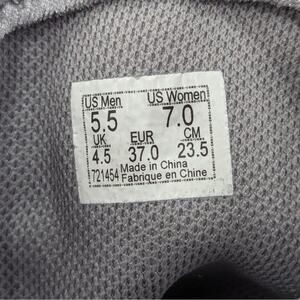 US Men US Women
5.5 7.0
UK EUR CM
4.5 37.0 23.5
721454 Made in China
Fabrique en Chine